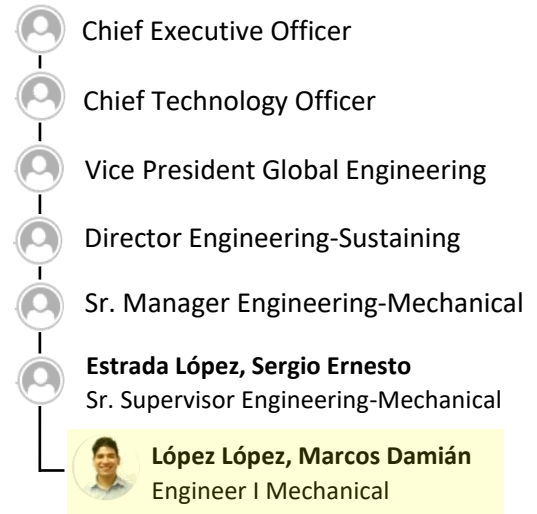 Chief Executive Officer
Chief Technology Officer
Vice President Global Engineering
Director Engineering-Sustaining
Sr. Manager Engineering-Mechanical
Estrada López, Sergio Ernesto
Sr. Supervisor Engineering-Mechanical
López López, Marcos Damián
Engineer I Mechanical